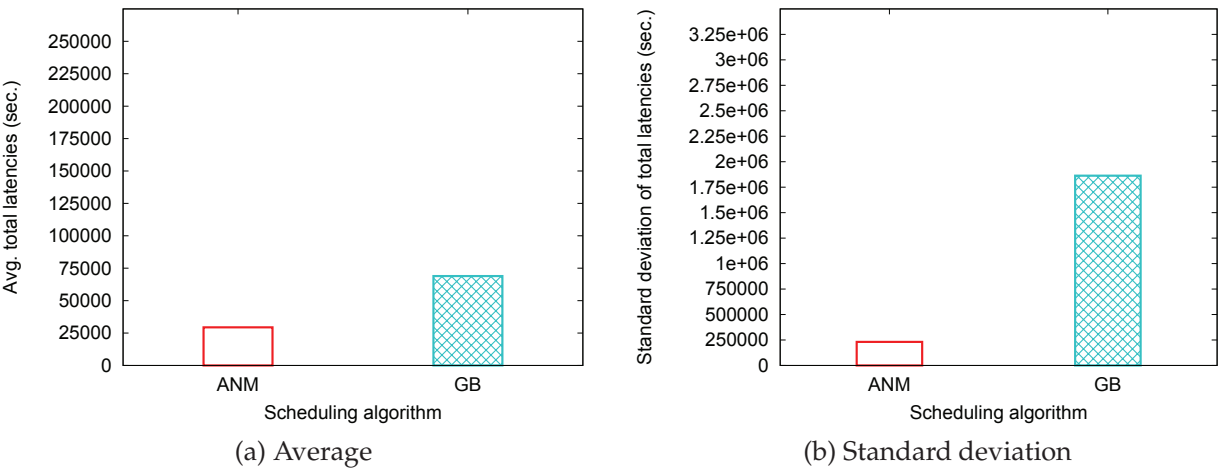 250000
225000
200000
175000
150000
125000
100000
75000
50000
25000
0
Avg. total latencies (sec.)
ANM
GB
Scheduling algorithm
(a) Average
3.25e+06
3e+06
2.75e+06
2.5e+06
2.25e+06
2e+06
1.75e+06
1.5e+06
1.25e+06
1e+06
750000
500000
250000
0
Standard deviation of total latencies (sec.)
ANM
GB
Scheduling algorithm
(b) Standard deviation